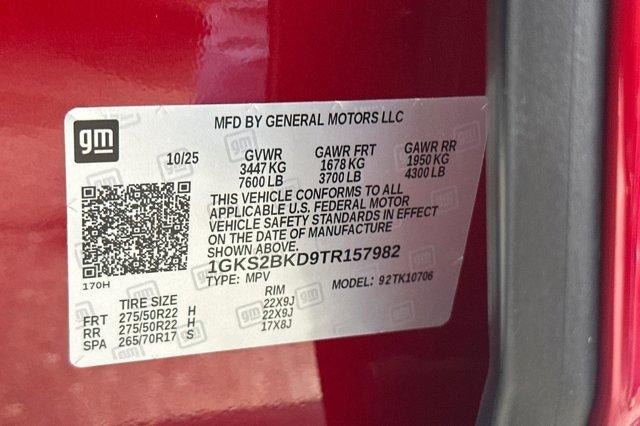 MFD BY GENERAL MOTORS LLC
gm
10/25 GVWR GAWR FRT GAWR RR
3447 KG 1678 KG 1950 KG
7600 LB 3700 LB 4300 LB
THIS VEHICLE CONFORMS TO ALL
APPLICABLE U.S. FEDERAL MOTOR
VEHICLE SAFETY STANDARDS IN EFFECT
ON THE DATE OF MANUFACTURE
SHOWN ABOVE.
1GKS2BKD9TR157982
170H
TYPE: MPV MODEL: 92TK10706
TIRE SIZE RIM
FRT 275/50R22 H 22X9J
RR 275/50R22 H 22X9J
SPA 265/70R17 S 17X8J